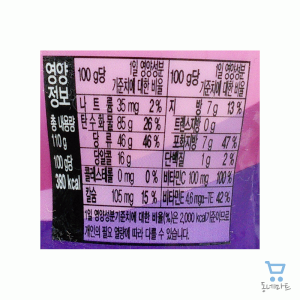 영양정보
총 내용량 110 g
100 g당 380 kcal
100 g당 1일 영양성분 기준치에 대한 비율
나트륨 35 mg 2%
탄수화물 85 g 26%
당류 46 g 46%
당알콜 16 g
콜레스테롤 0 mg 0%
칼슘 105 mg 15%
100 g당 1일 영양성분 기준치에 대한 비율
지방 7 g 13%
트랜스지방 0 g
포화지방 7 g 47%
단백질 1 g 2%
비타민C 100 mg 100%
비타민E 4.6 mgα-TE 42%
1일 영양성분 기준치에 대한 비율(%)은 2,000 kcal 기준이므로
개인의 필요 열량에 따라 다를 수 있습니다.